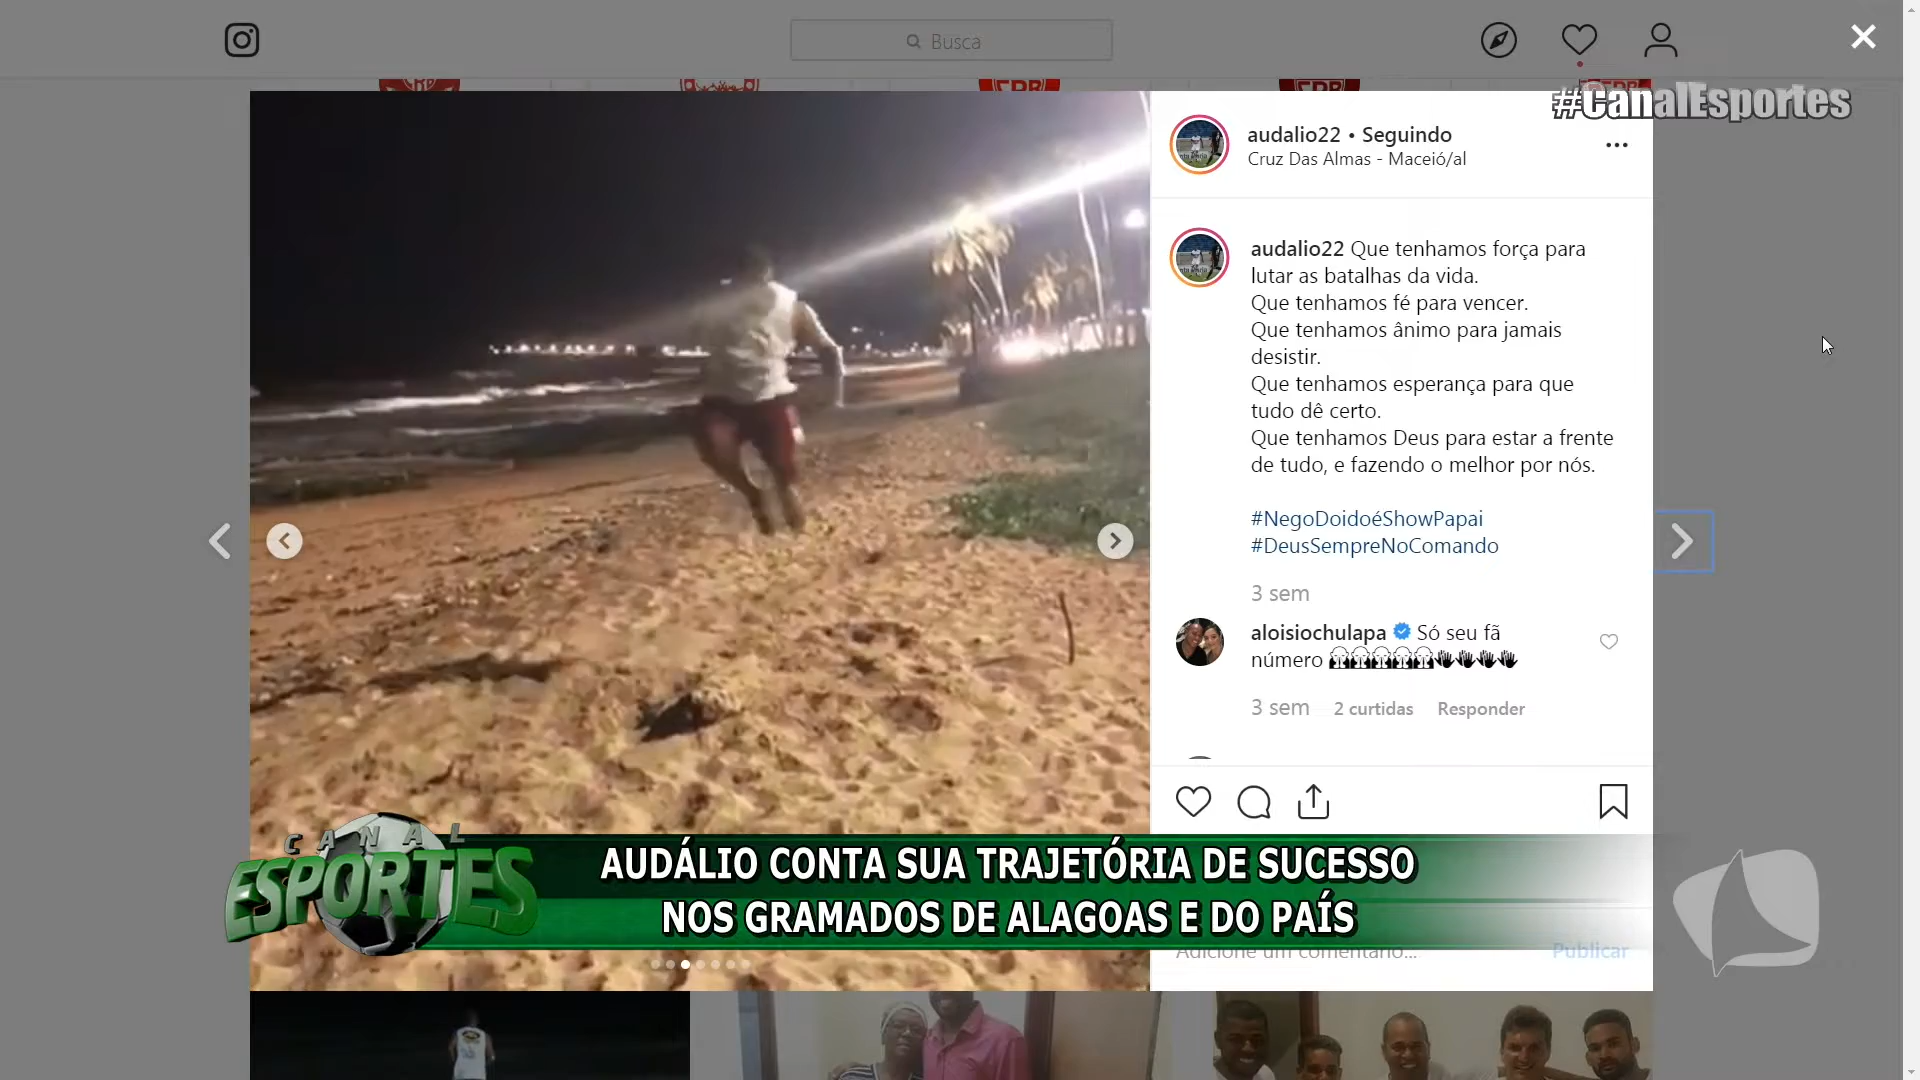 Busca
#CanalEsportes
audalio22 • Seguindo
Cruz Das Almas - Maceió/al
audalio22 Que tenhamos força para
lutar as batalhas da vida.
Que tenhamos fé para vencer.
Que tenhamos ânimo para jamais
desistir.
Que tenhamos esperança para que
tudo dê certo.
Que tenhamos Deus para estar a frente
de tudo, e fazendo o melhor por nós.
#NegoDoidoéShowPapai
#DeusSempreNoComando
3 sem
aloisiochulapa Só seu fã
número
3 sem 2 curtidas Responder
CANAL
ESPORTES
AUDÁLIO CONTA SUA TRAJETÓRIA DE SUCESSO
NOS GRAMADOS DE ALAGOAS E DO PAÍS
Adicione um comentário...
Publicar